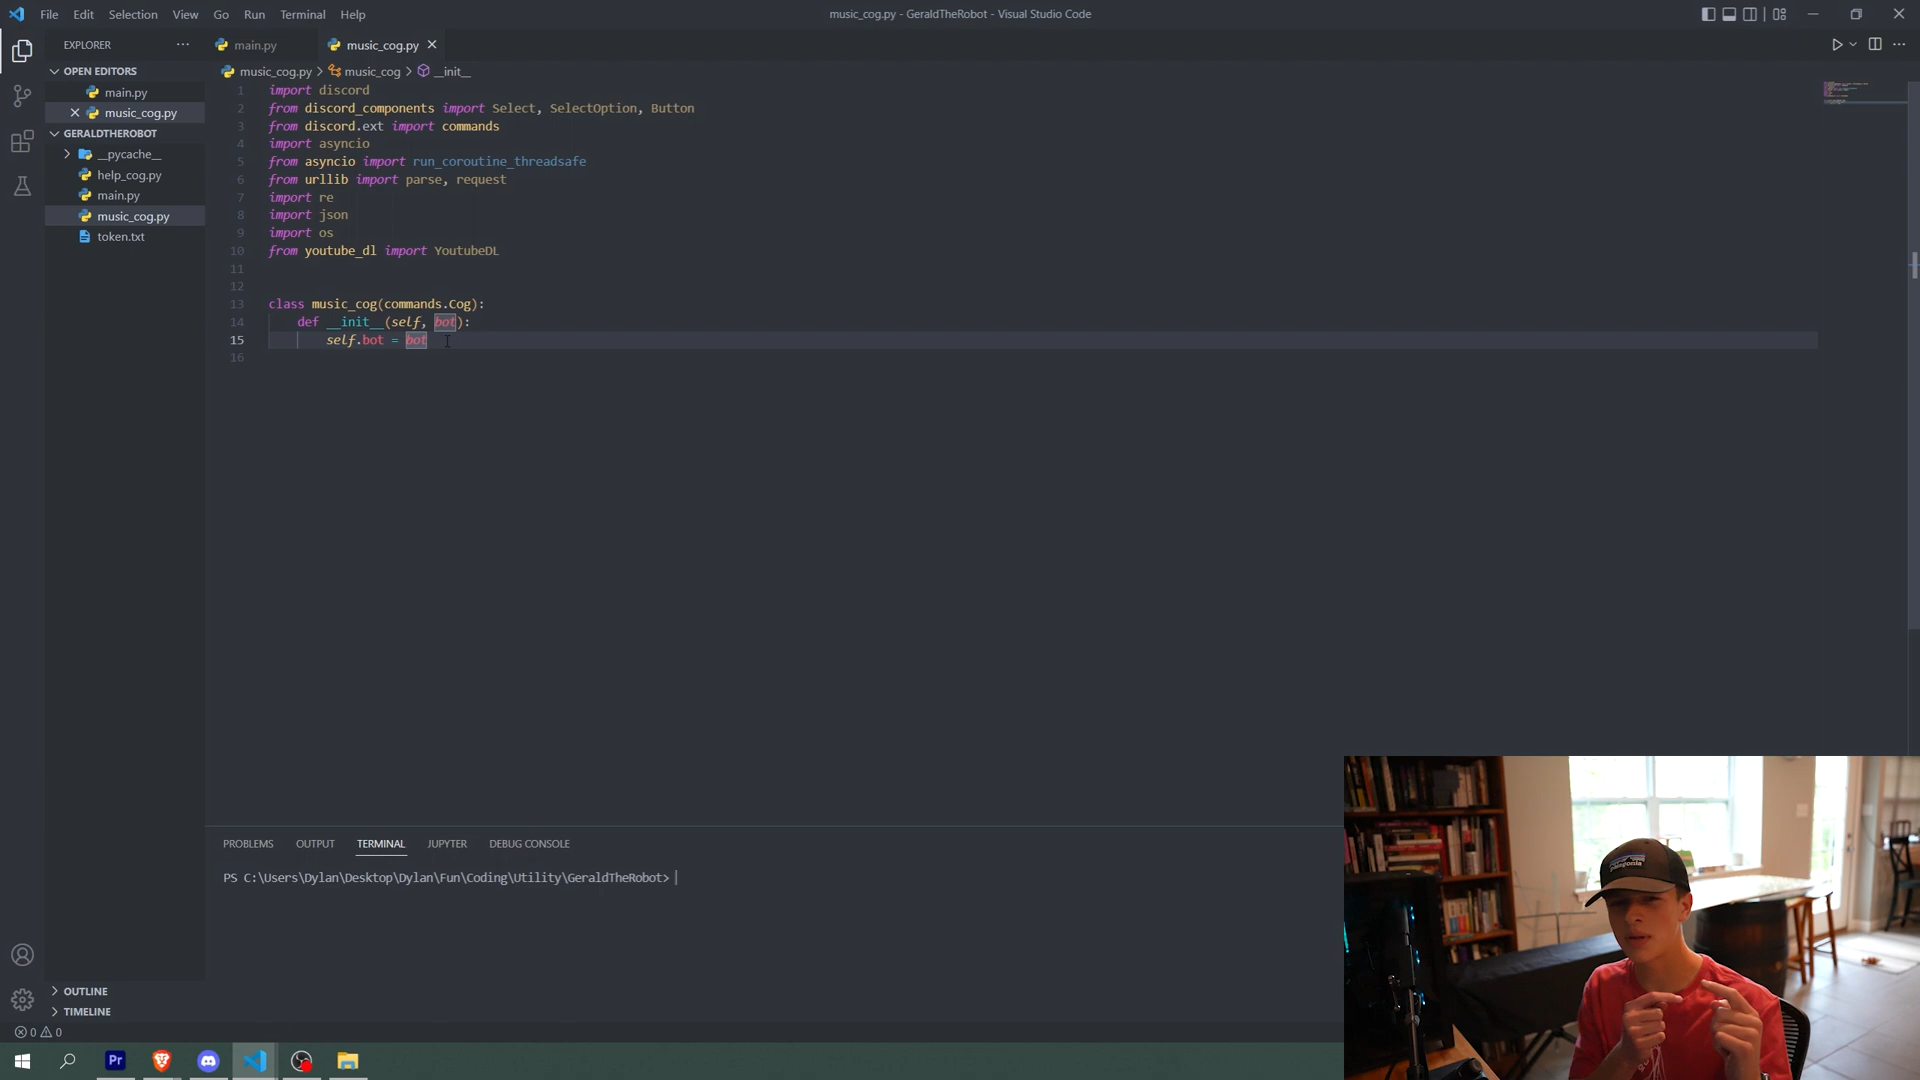 File Edit Selection View Go Run Terminal Help
music_cog.py - GeraldTheRobot - Visual Studio Code
EXPLORER
main.py
music_cog.py
OPEN EDITORS
main.py
music_cog.py
GERALDTHEROBOT
__pycache__
help_cog.py
main.py
music_cog.py
token.txt
music_cog.py > music_cog > __init__
1 import discord
2 from discord_components import Select, SelectOption, Button
3 from discord.ext import commands
4 import asyncio
5 from asyncio import run_coroutine_threadsafe
6 from urllib import parse, request
7 import re
8 import json
9 import os
10 from youtube_dl import YoutubeDL
11
12
13 class music_cog(commands.Cog):
14 def __init__(self, bot):
15 self.bot = bot
16
PROBLEMS OUTPUT TERMINAL JUPYTER DEBUG CONSOLE
PS C:\Users\Dylan\Desktop\Dylan\Fun\Coding\Utility\GeraldTheRobot>
OUTLINE
TIMELINE
0 0
Pr
patagonia